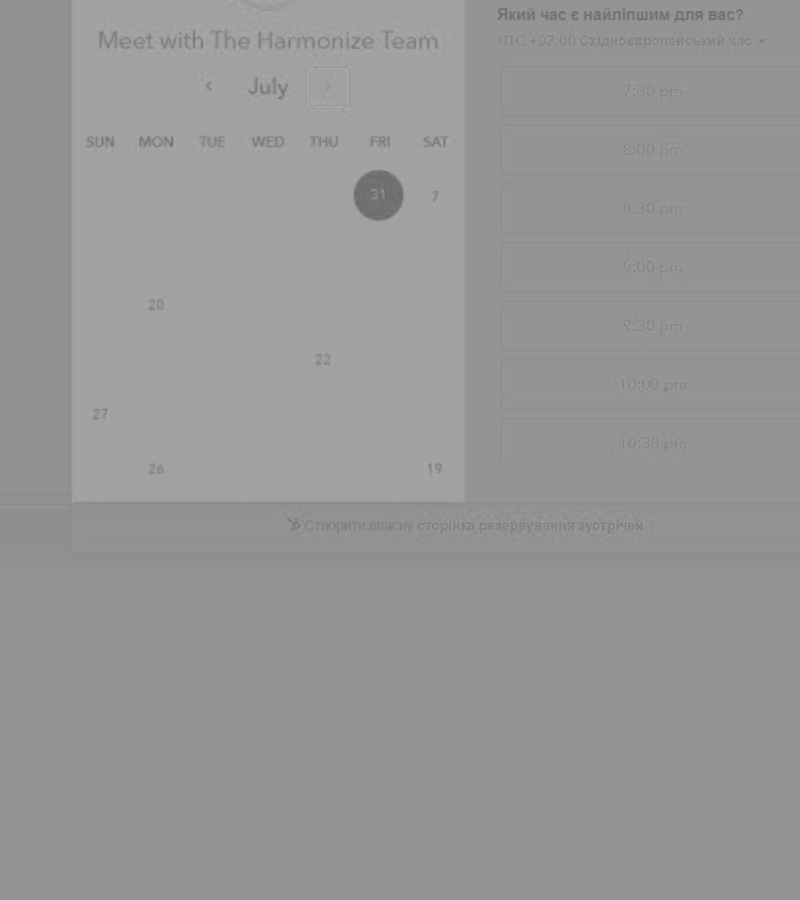 Meet with The Harmonize Team
July
SUN MON TUE WED THU FRI SAT
31 7
20
22
27
26 19
Який час є найліпшим для вас?
UTC +03:00 Східноєвропейський час
7:30 pm
8:00 pm
8:30 pm
9:00 pm
9:30 pm
10:00 pm
10:30 pm
Створити власну сторінка резервування зустрічей